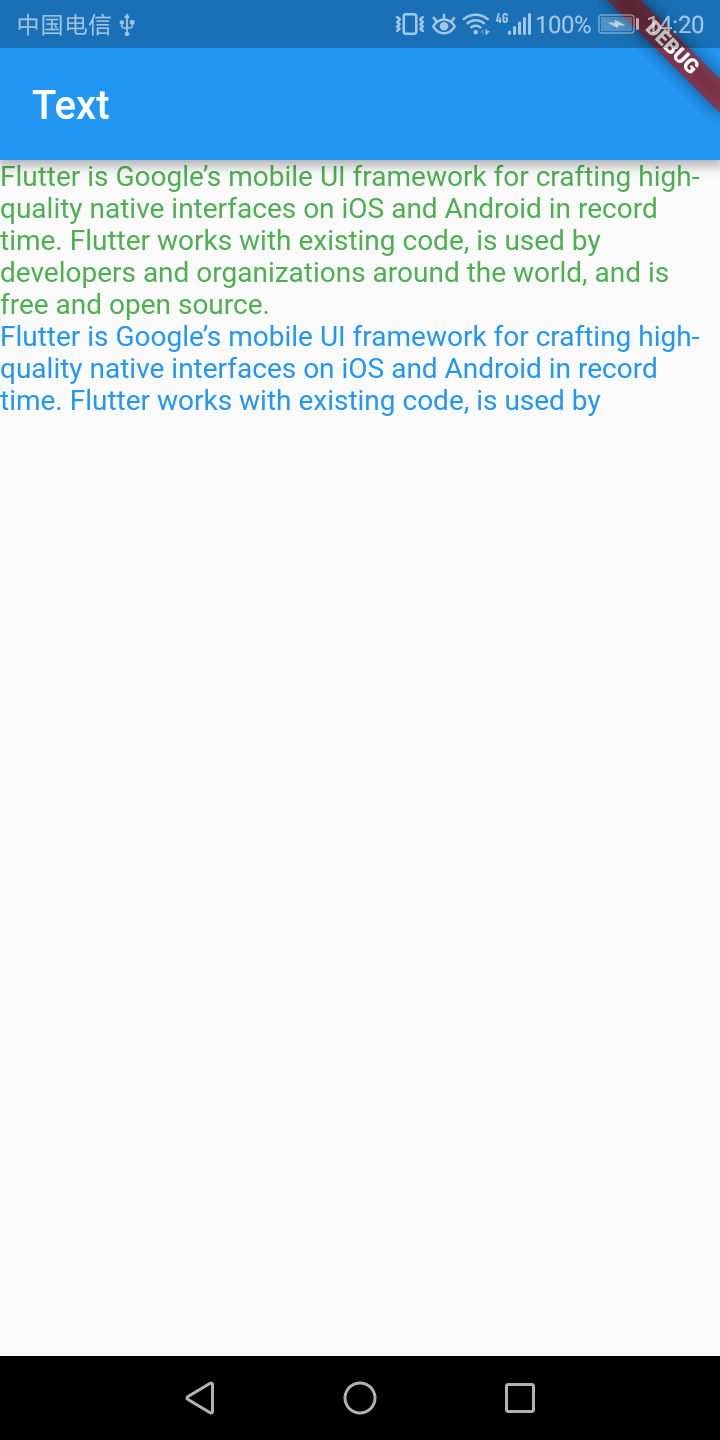 中国电信 4G 100% 14:20
DEBUG
Text
Flutter is Google’s mobile UI framework for crafting high-
quality native interfaces on iOS and Android in record
time. Flutter works with existing code, is used by
developers and organizations around the world, and is
free and open source.
Flutter is Google’s mobile UI framework for crafting high-
quality native interfaces on iOS and Android in record
time. Flutter works with existing code, is used by